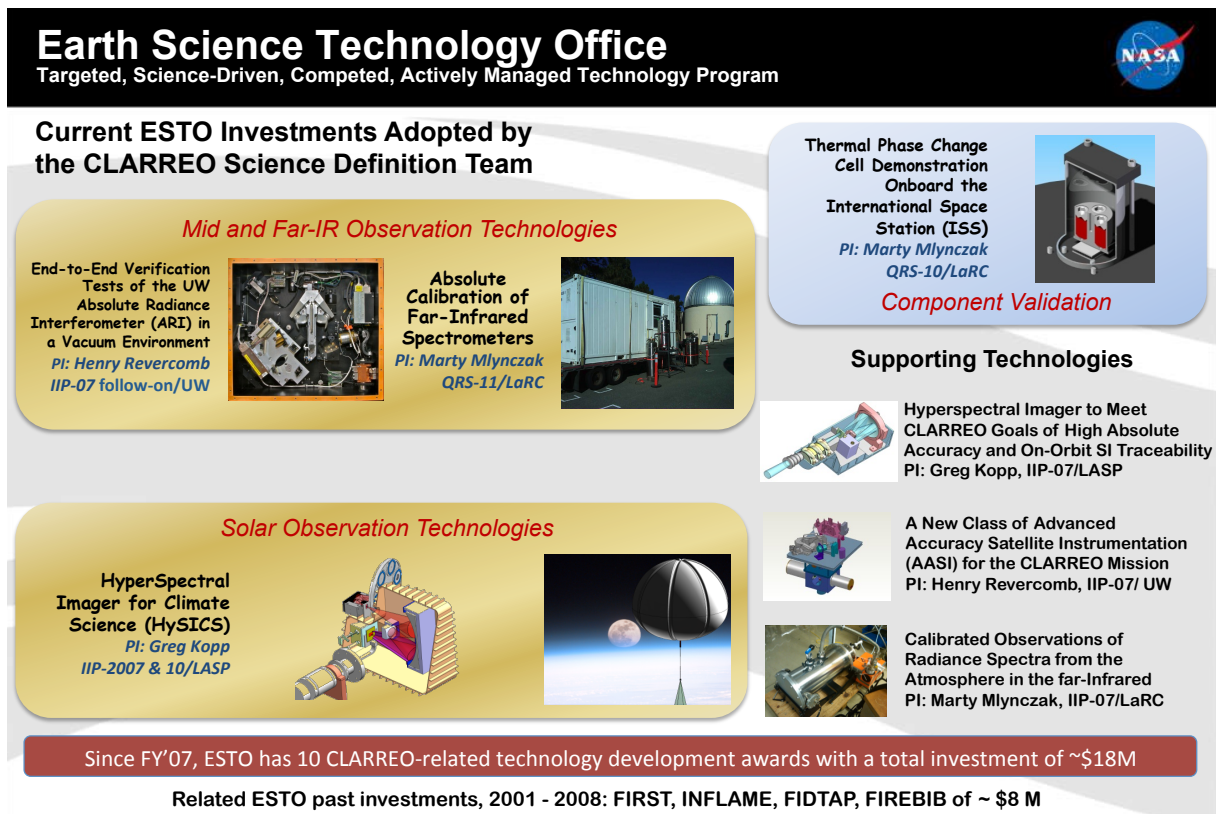 Earth Science Technology Office
Targeted, Science-Driven, Competed, Actively Managed Technology Program
NASA
Current ESTO Investments Adopted by
the CLARREO Science Definition Team
Mid and Far-IR Observation Technologies
End-to-End Verification
Tests of the UW
Absolute Radiance
Interferometer (ARI) in
a Vacuum Environment
PI: Henry Revercomb
IIP-07 follow-on/UW
Absolute
Calibration of
Far-Infrared
Spectrometers
PI: Marty Mlynczak
QRS-11/LaRC
Thermal Phase Change
Cell Demonstration
Onboard the
International Space
Station (ISS)
PI: Marty Mlynczak
QRS-10/LaRC
Component Validation
Supporting Technologies
Hyperspectral Imager to Meet
CLARREO Goals of High Absolute
Accuracy and On-Orbit SI Traceability
PI: Greg Kopp, IIP-07/LASP
A New Class of Advanced
Accuracy Satellite Instrumentation
(AASI) for the CLARREO Mission
PI: Henry Revercomb, IIP-07/ UW
Calibrated Observations of
Radiance Spectra from the
Atmosphere in the far-Infrared
PI: Marty Mlynczak, IIP-07/LaRC
Solar Observation Technologies
HyperSpectral
Imager for Climate
Science (HySICS)
PI: Greg Kopp
IIP-2007 & 10/LASP
Since FY'07, ESTO has 10 CLARREO-related technology development awards with a total investment of ~$18M
Related ESTO past investments, 2001 - 2008: FIRST, INFLAME, FIDTAP, FIREBIB of ~ $8 M